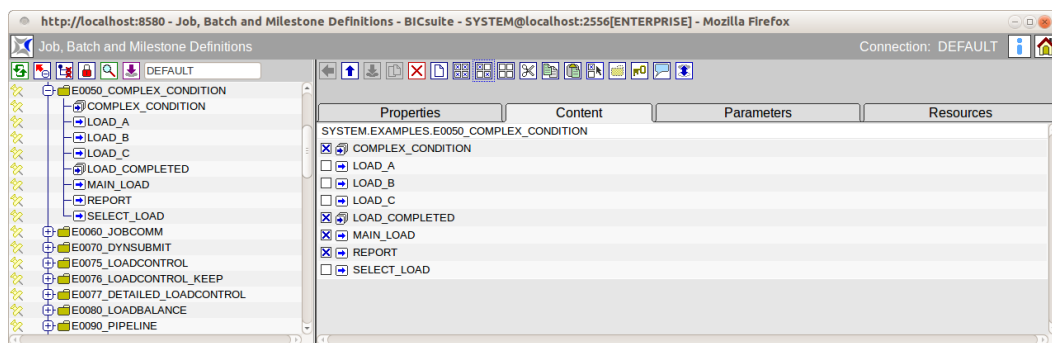 http://localhost:8580 - Job, Batch and Milestone Definitions - BICsuite - SYSTEM@localhost:2556[ENTERPRISE] - Mozilla Firefox
Job, Batch and Milestone Definitions
Connection: DEFAULT
DEFAULT
E0050_COMPLEX_CONDITION
COMPLEX_CONDITION
LOAD_A
LOAD_B
LOAD_C
LOAD_COMPLETED
MAIN_LOAD
REPORT
SELECT_LOAD
E0060_JOBCOMM
E0070_DYNSUBMIT
E0075_LOADCONTROL
E0076_LOADCONTROL_KEEP
E0077_DETAILED_LOADCONTROL
E0080_LOADBALANCE
E0090_PIPELINE
Properties
Content
Parameters
Resources
SYSTEM.EXAMPLES.E0050_COMPLEX_CONDITION
COMPLEX_CONDITION
LOAD_A
LOAD_B
LOAD_C
LOAD_COMPLETED
MAIN_LOAD
REPORT
SELECT_LOAD